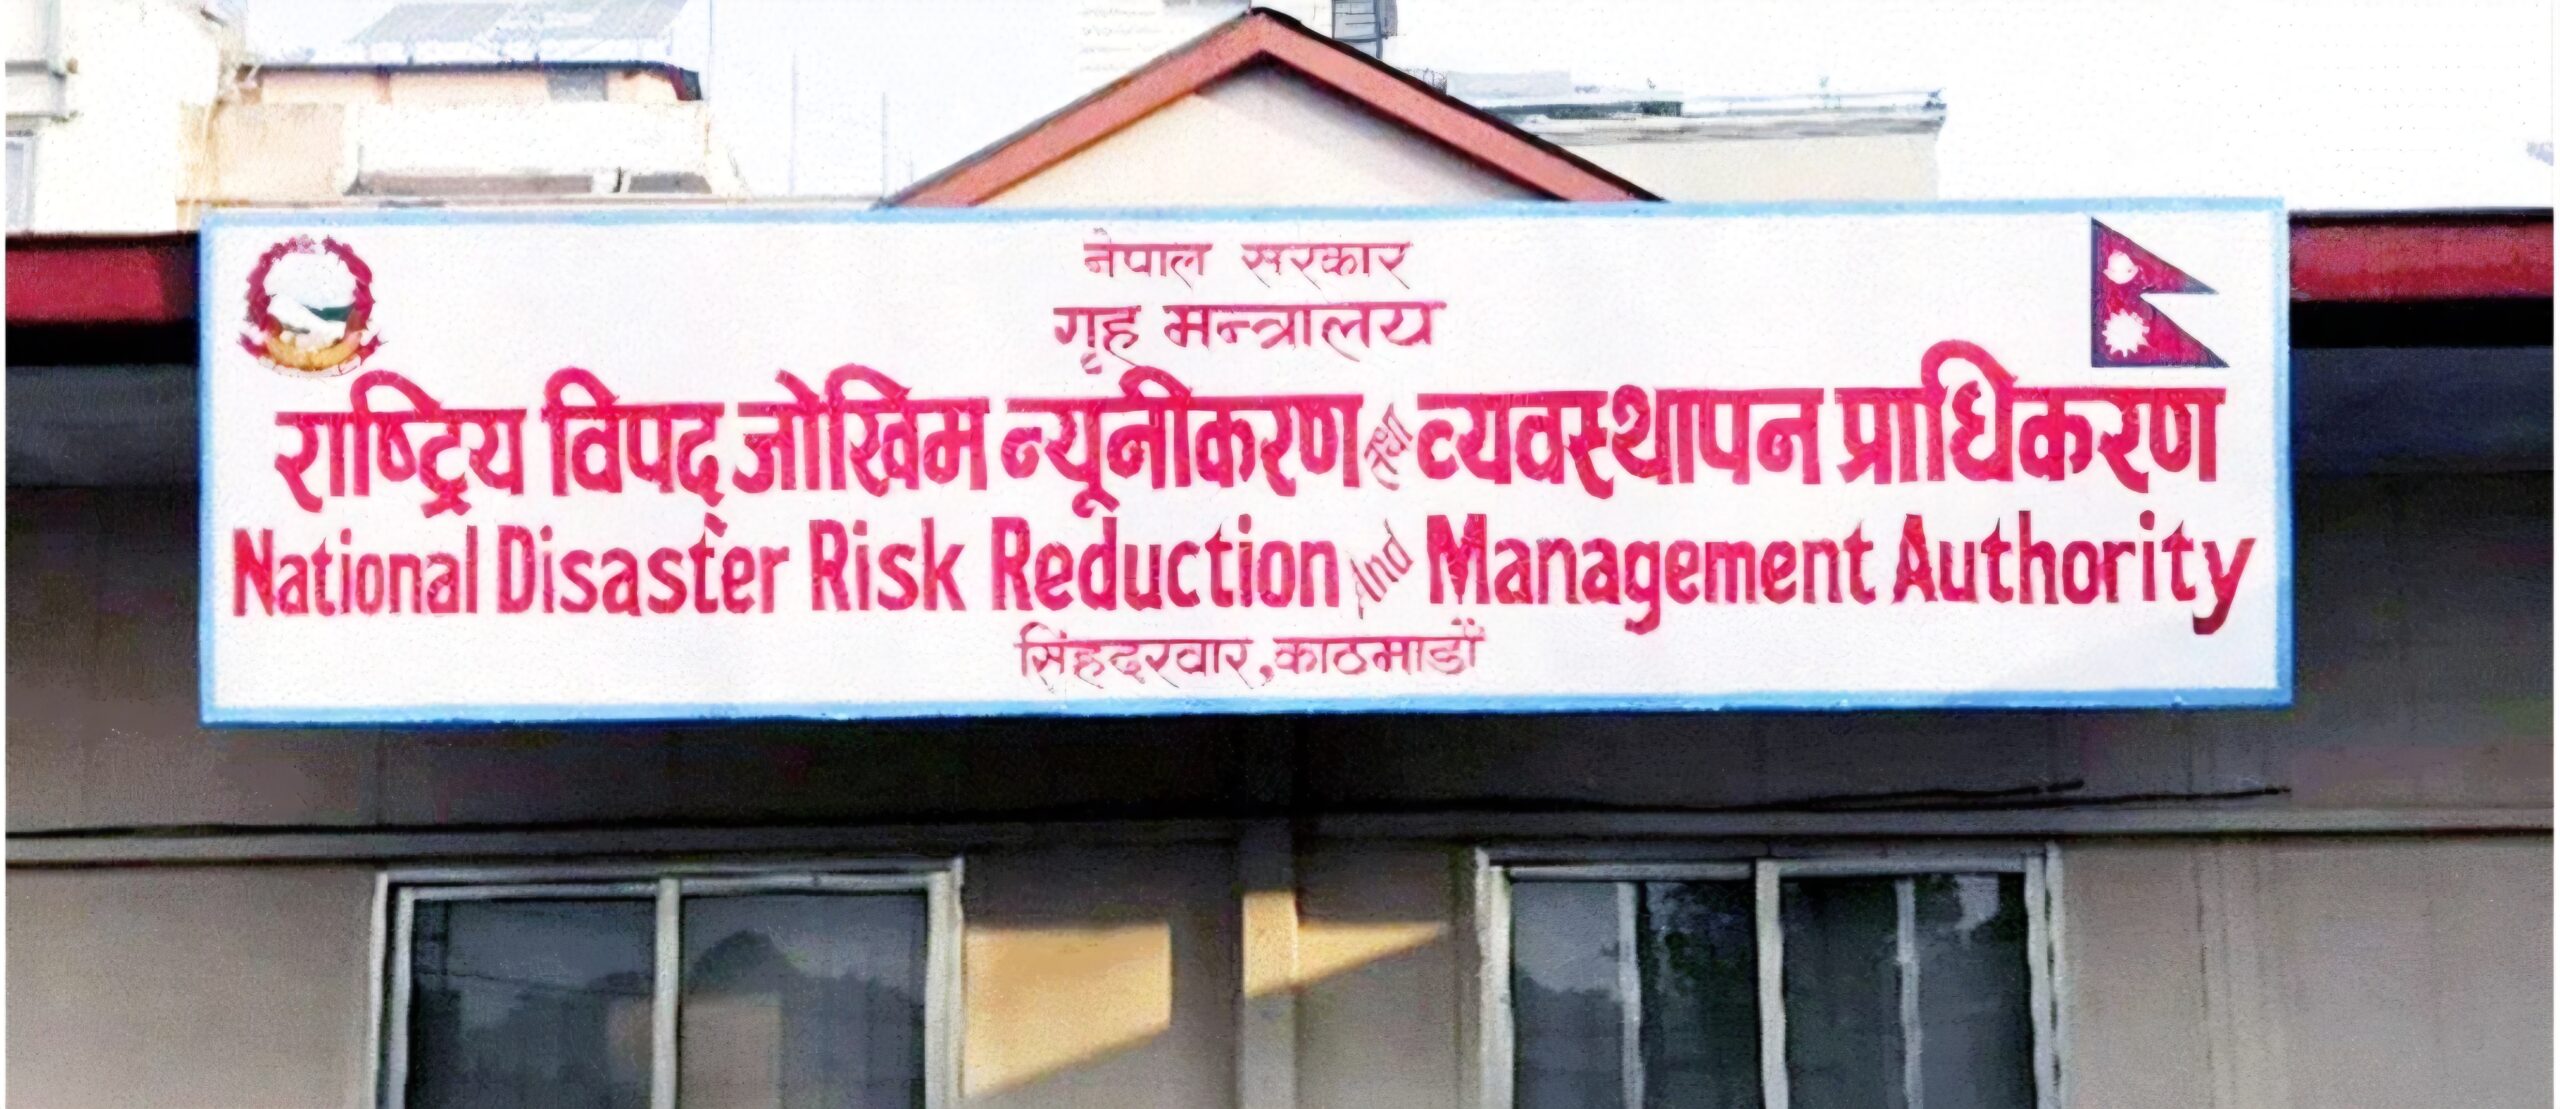 नेपाल सरकार
गृह मन्त्रालय
राष्ट्रिय विपद् जोखिम न्यूनीकरण तथा व्यवस्थापन प्राधिकरण
National Disaster Risk Reduction And Management Authority
सिंहदरवार, काठमाडौं